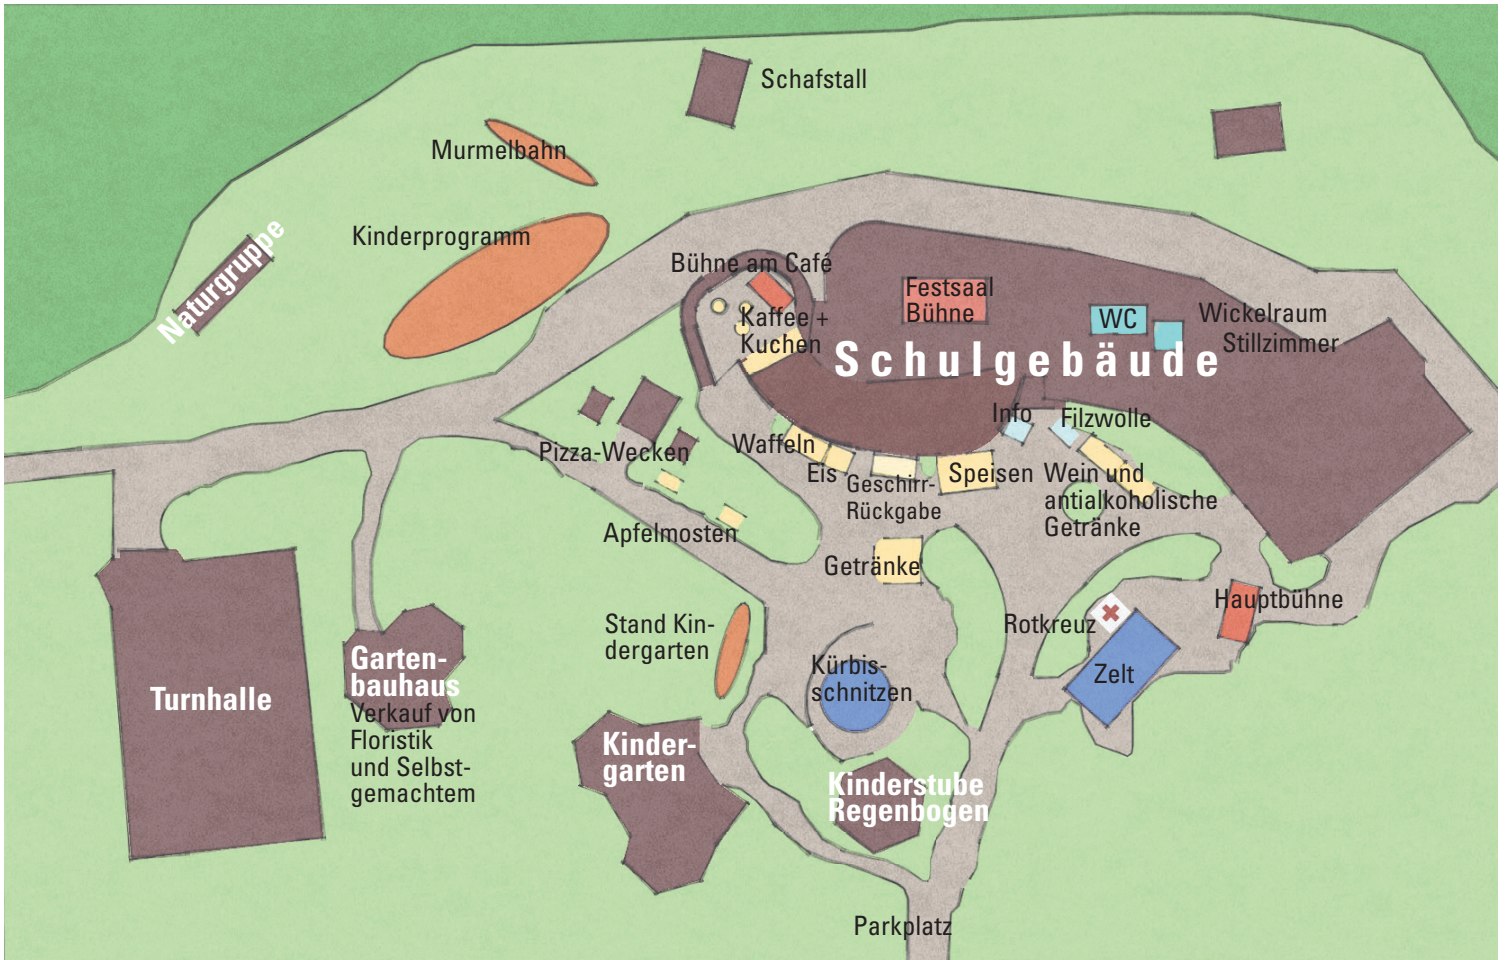 Schafstall
Murmelbahn
Kinderprogramm
Naturgruppe
Bühne am Café
Festsaal
Bühne
Kaffee +
Kuchen
WC
Wickelraum
Stillzimmer
Schulgebäude
Info
Filzwolle
Waffeln
Pizza-Wecken
Eis
Geschirr-
Rückgabe
Speisen
Wein und
antialkoholische
Getränke
Apfelmosten
Getränke
Hauptbühne
Rotkreuz
Zelt
Stand Kin-
dergarten
Kürbis-
schnitzen
Turnhalle
Garten-
bauhaus
Verkauf von
Floristik
und Selbst-
gemachtem
Kinder-
garten
Kinderstube
Regenbogen
Parkplatz